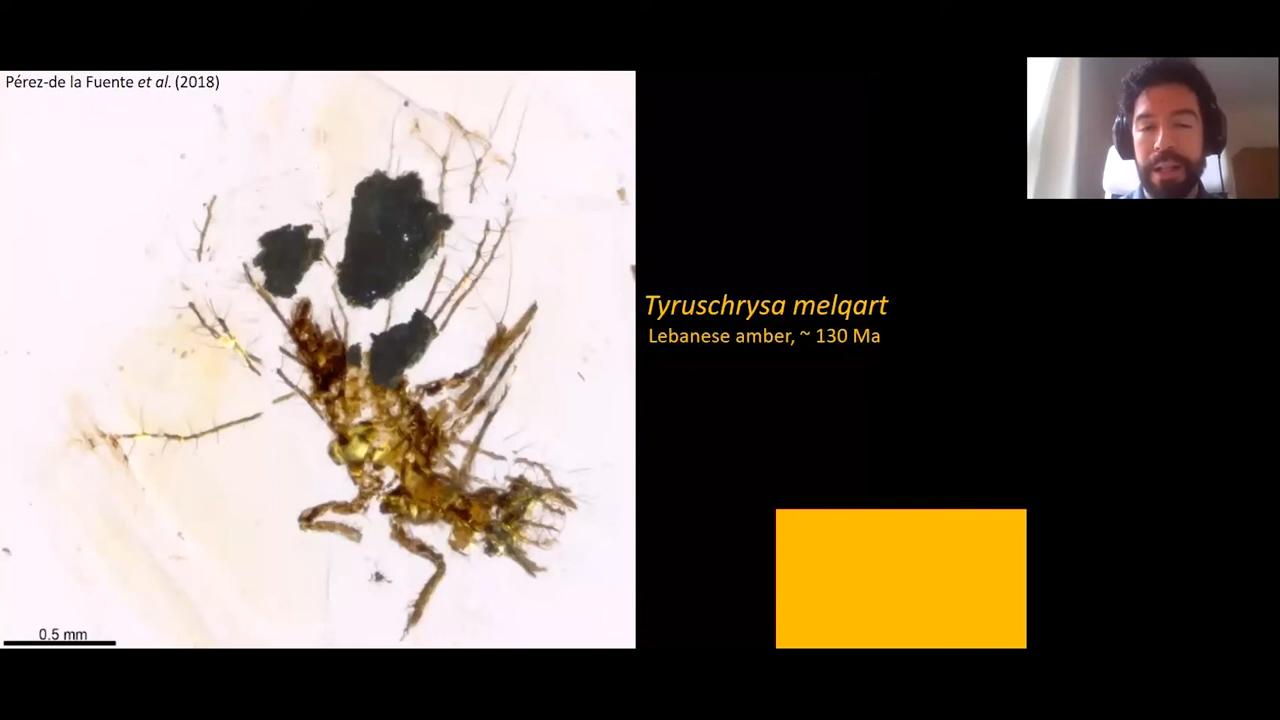 Pérez-de la Fuente et al. (2018)
Tyruschrysa melqart
Lebanese amber, ~ 130 Ma
0.5 mm